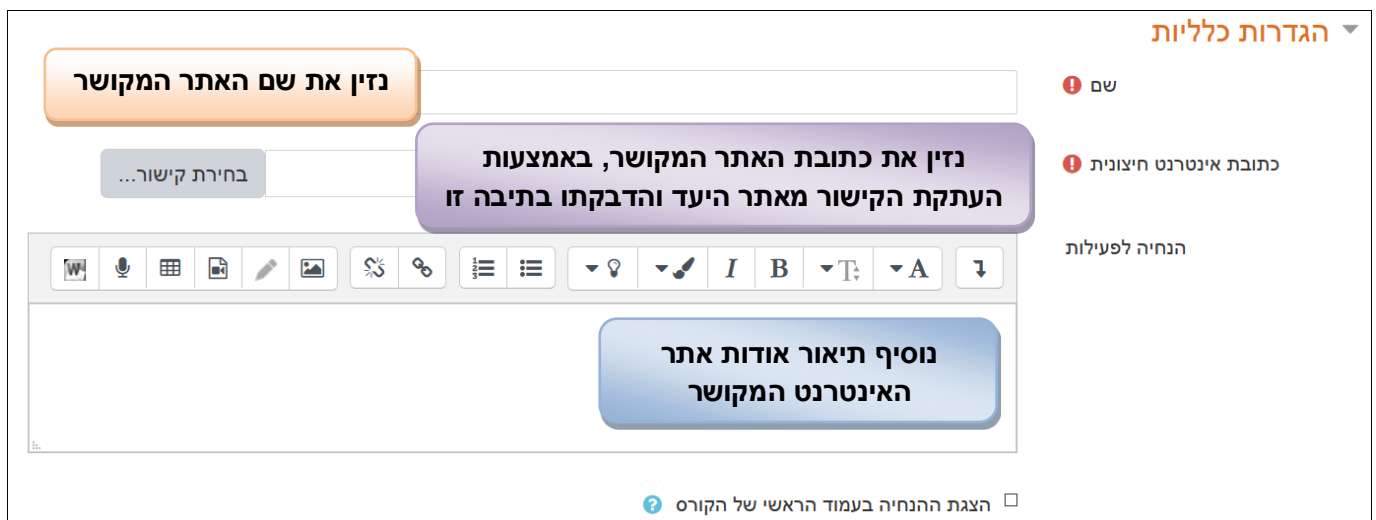 הגדרות כלליות
שם
נזין את שם האתר המקושר
כתובת אינטרנט חיצונית
נזין את כתובת האתר המקושר, באמצעות
העתקת הקישור מאתר היעד והדבקתו בתיבה זו
בחירת קישור...
הנחיה לפעילות
A T I B W
נוסיף תיאור אודות אתר
האינטרנט המקושר
הצגת ההנחיה בעמוד הראשי של הקורס